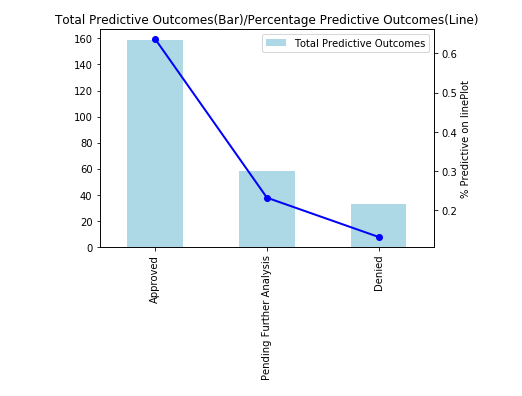 Total Predictive Outcomes(Bar)/Percentage Predictive Outcomes(Line)
Total Predictive Outcomes
160
140
120
100
80
60
40
20
0
0.6
0.5
0.4
0.3
0.2
% Predictive on linePlot
Approved
Pending Further Analysis
Denied